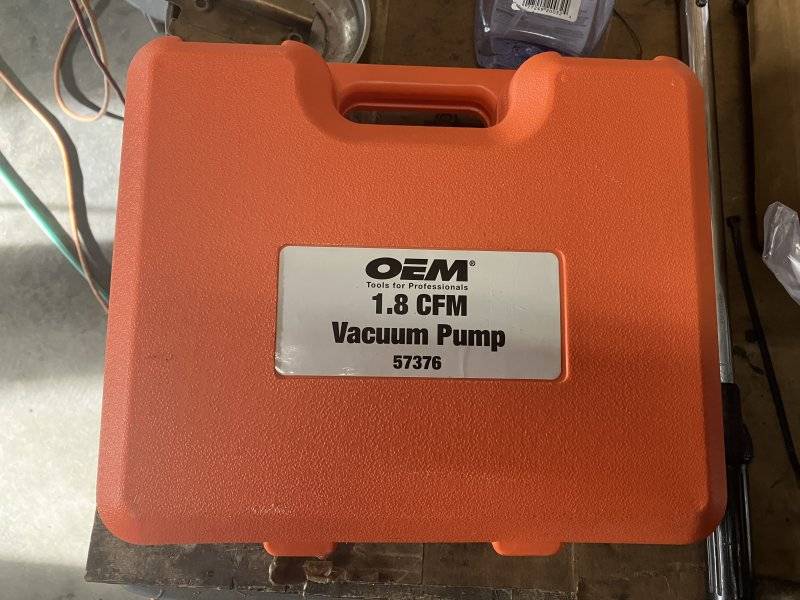 OEM®
Tools for Professionals
1.8 CFM
Vacuum Pump
57376